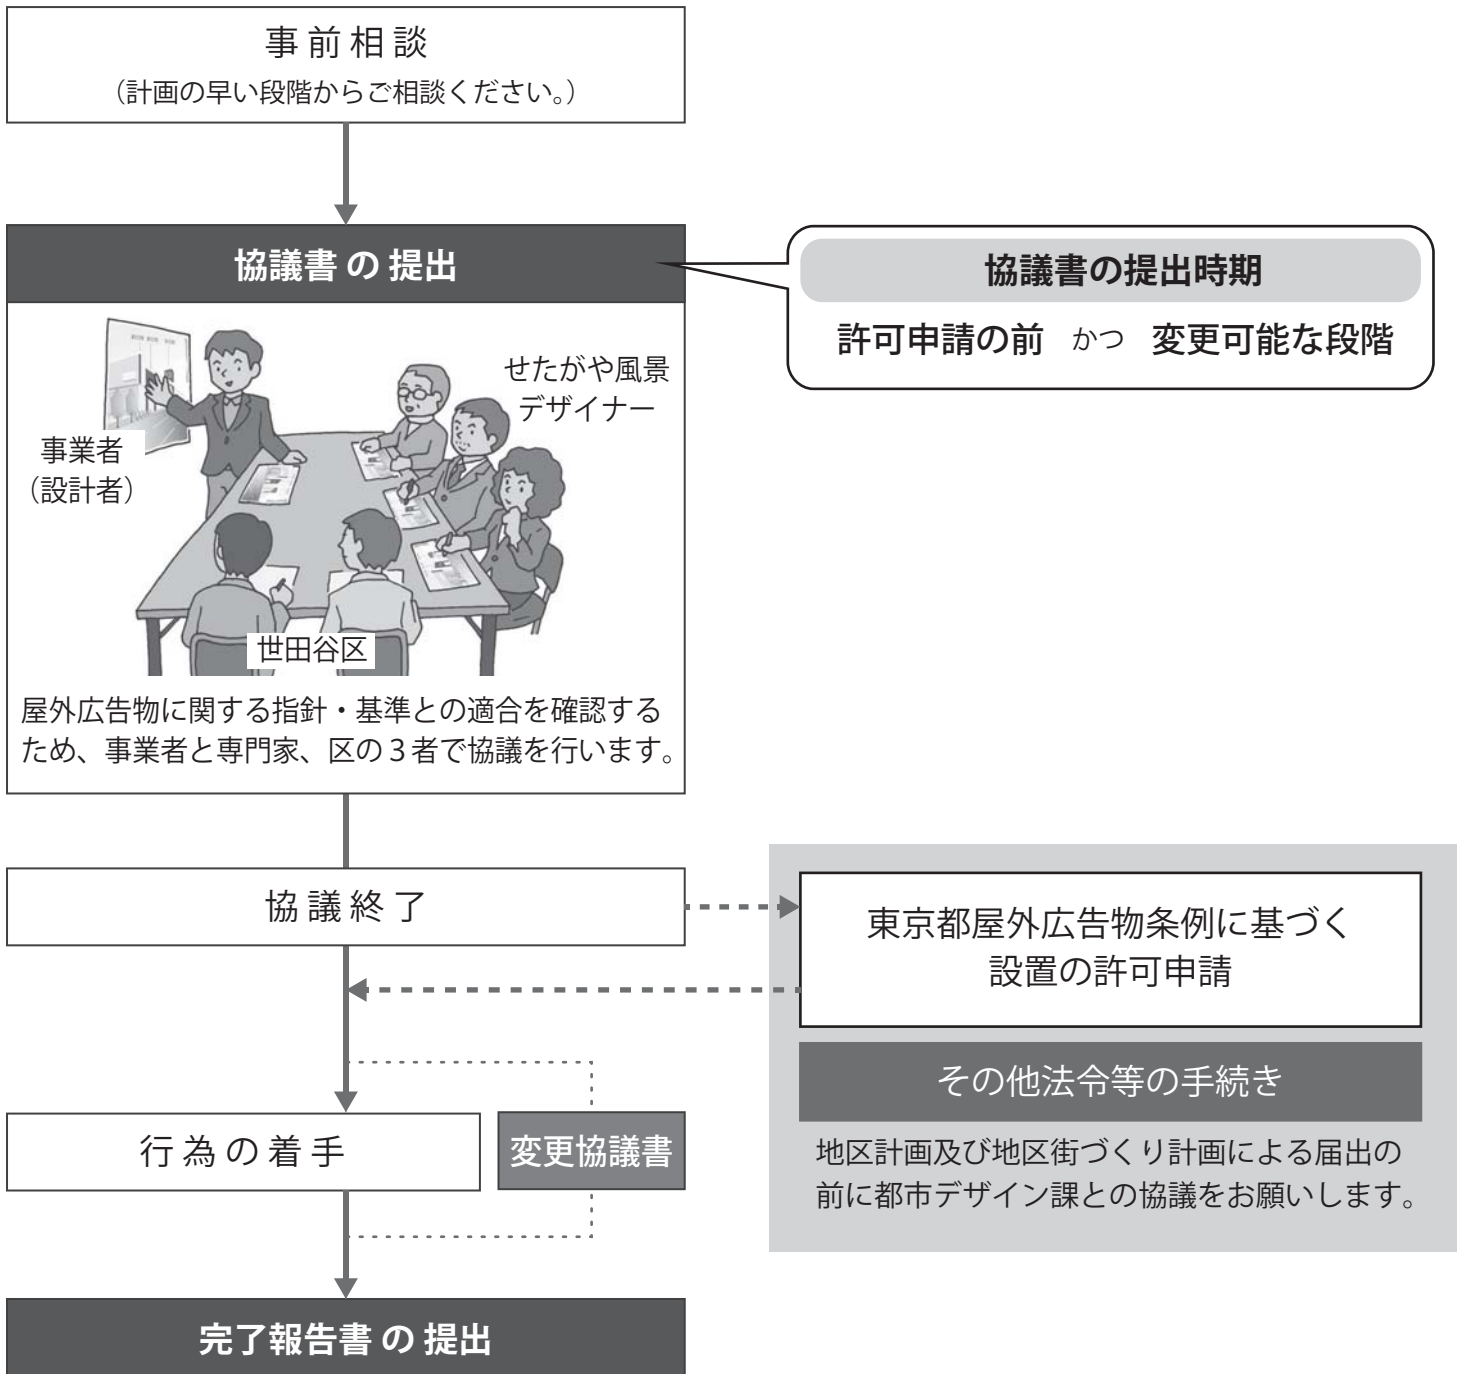 事前相談
（計画の早い段階からご相談ください。）
協議書の提出
協議書の提出時期
許可申請の前 かつ 変更可能な段階
せたがや風景
デザイナー
事業者
（設計者）
世田谷区
屋外広告物に関する指針・基準との適合を確認する
ため、事業者と専門家、区の３者で協議を行います。
協議終了
東京都屋外広告物条例に基づく
設置の許可申請
その他法令等の手続き
地区計画及び地区街づくり計画による届出の
前に都市デザイン課との協議をお願いします。
行為の着手
変更協議書
完了報告書の提出